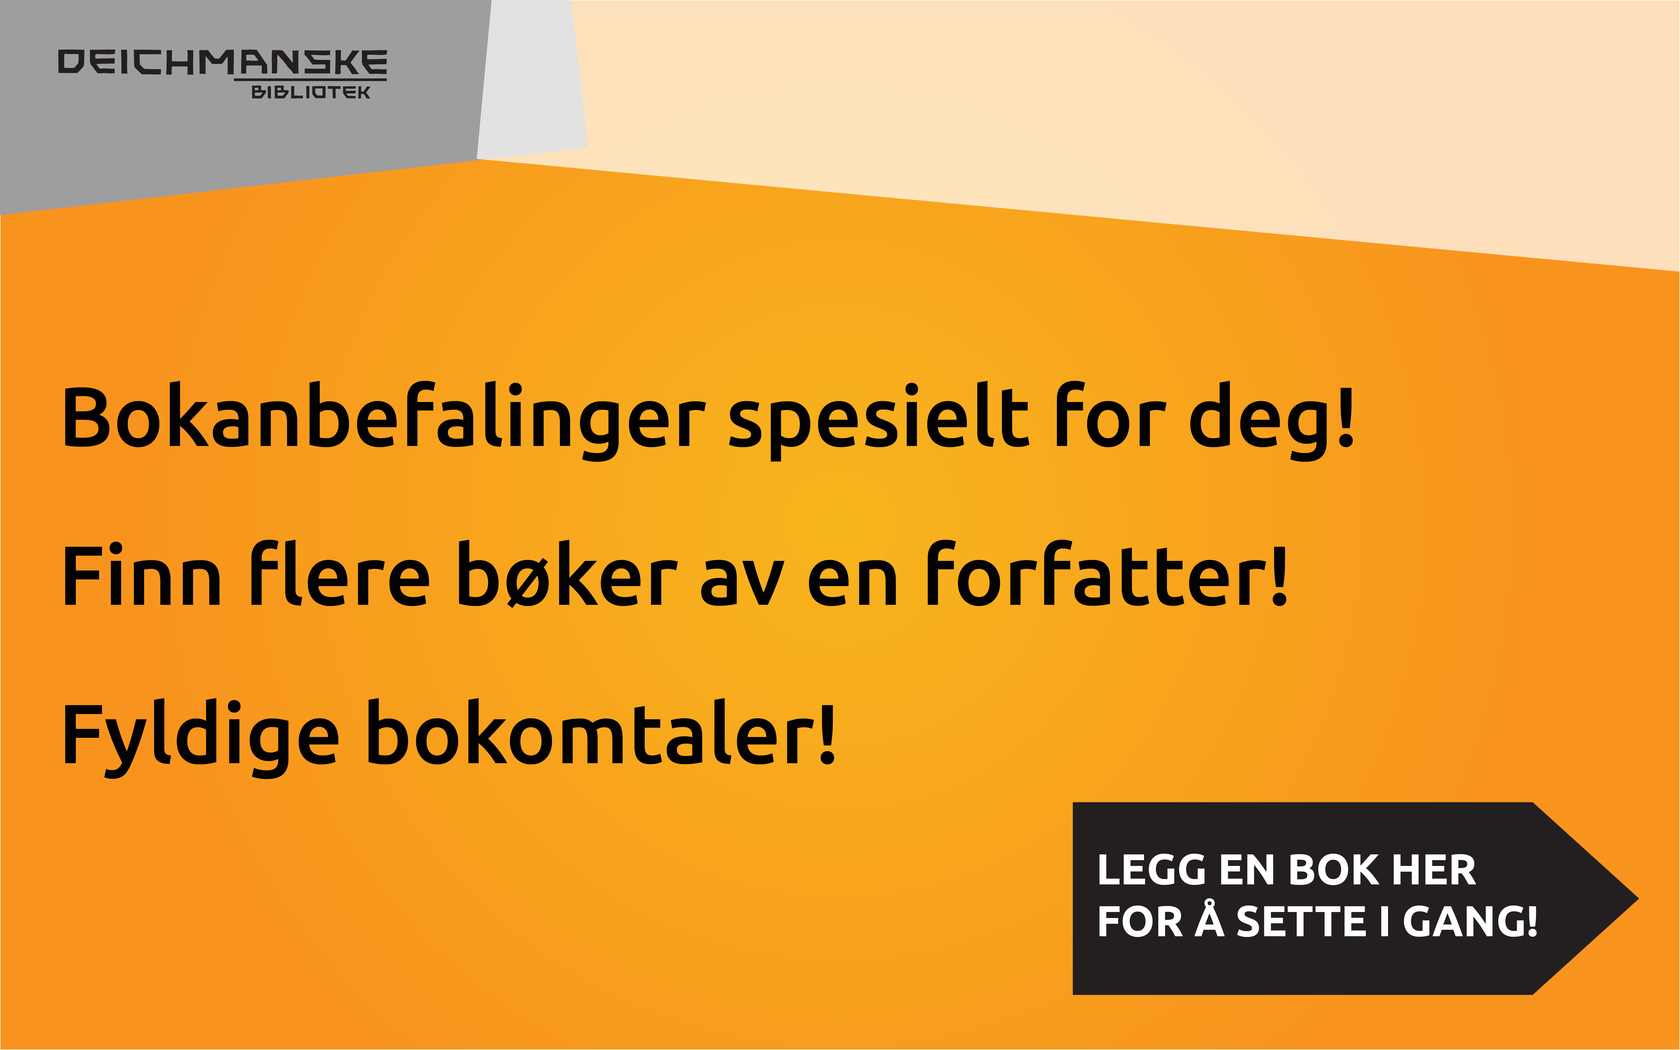 DEICHMANSKE
BIBLIOTEK
Bokanbefalinger spesielt for deg!
Finn flere bøker av en forfatter!
Fyldige bokomtaler!
LEGG EN BOK HER
FOR Å SETTE I GANG!